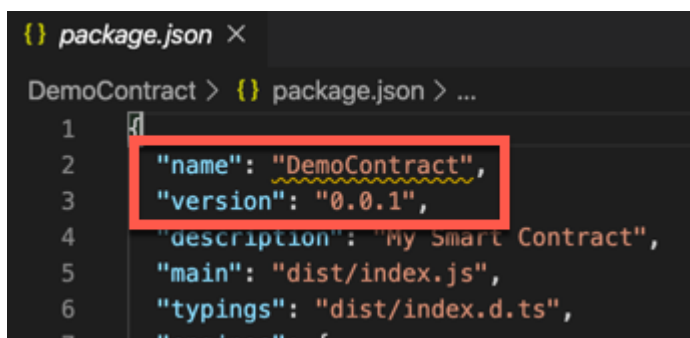 {} package.json ×
DemoContract > {} package.json > ...
1 {
2 "name": "DemoContract",
3 "version": "0.0.1",
4 "description": "My Smart Contract",
5 "main": "dist/index.js",
6 "typings": "dist/index.d.ts",